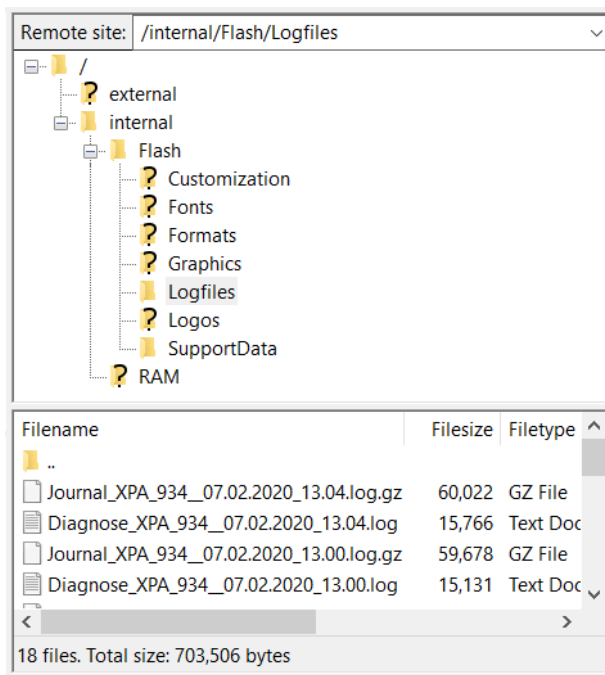 Remote site: /internal/Flash/Logfiles
/
external
internal
Flash
Customization
Fonts
Formats
Graphics
Logfiles
Logos
SupportData
RAM
Filename Filesize Filetype
..
Journal_XPA_934__07.02.2020_13.04.log.gz 60,022 GZ File
Diagnose_XPA_934__07.02.2020_13.04.log 15,766 Text Doc
Journal_XPA_934__07.02.2020_13.00.log.gz 59,678 GZ File
Diagnose_XPA_934__07.02.2020_13.00.log 15,131 Text Doc
18 files. Total size: 703,506 bytes